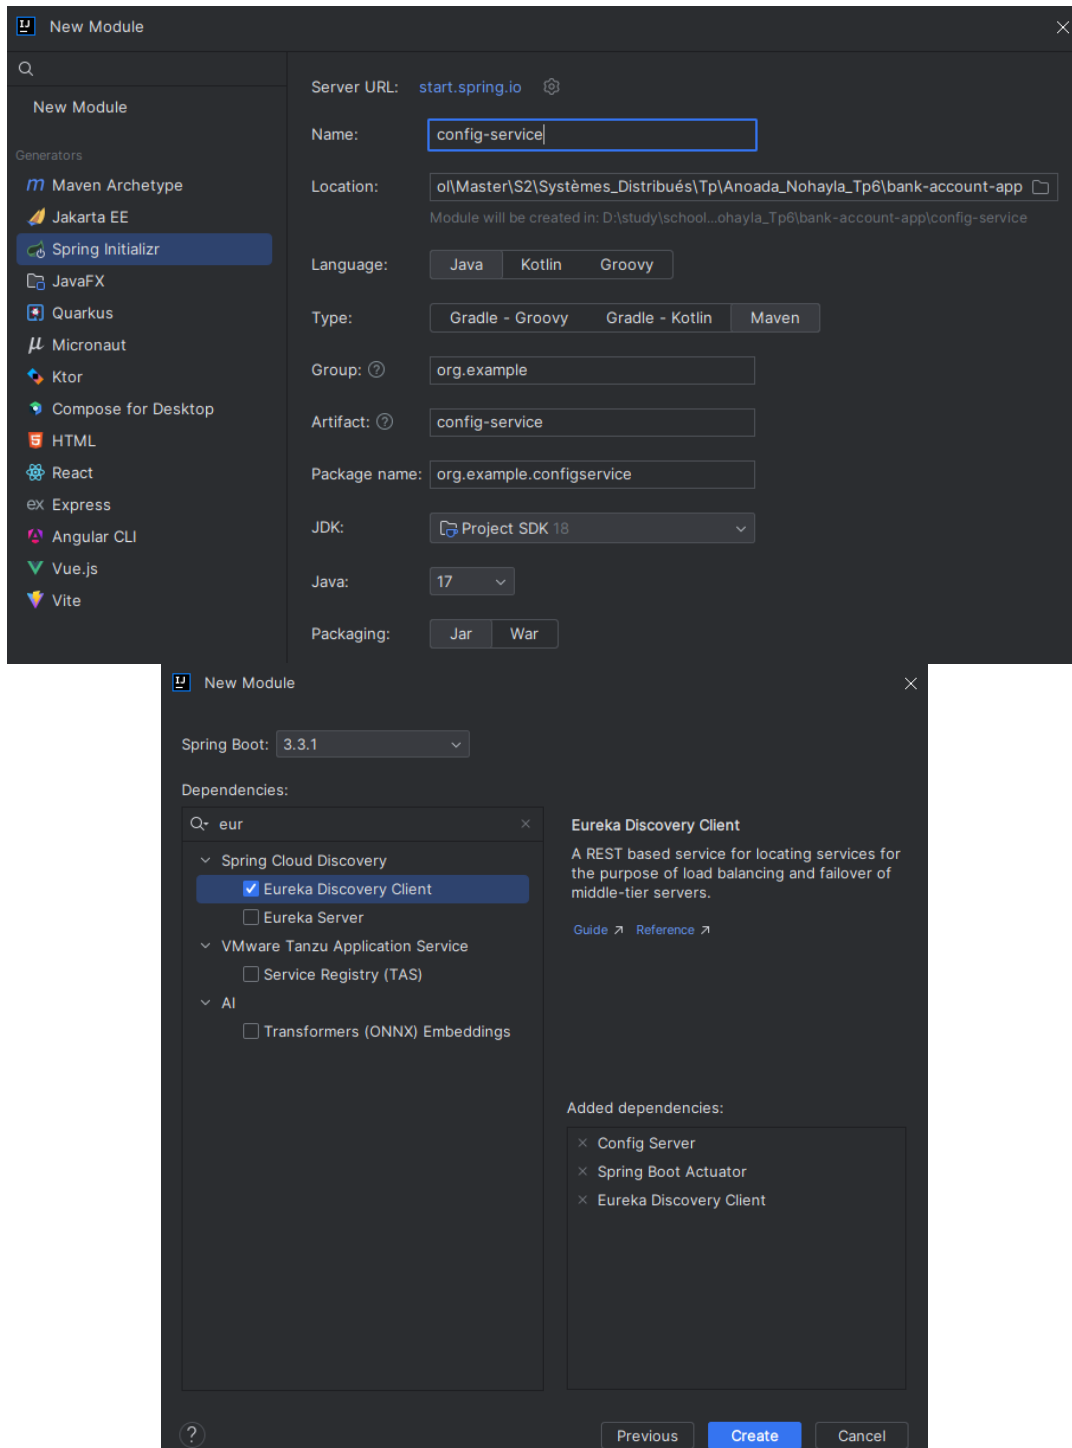 New Module
New Module
Generators
Maven Archetype
Jakarta EE
Spring Initializr
JavaFX
Quarkus
Micronaut
Ktor
Compose for Desktop
HTML
React
ex Express
Angular CLI
Vue.js
Vite
Server URL: start.spring.io
Name: config-service
Location: ol\Master\S2\Systèmes_Distribués\Tp\Anoada_Nohayla_Tp6\bank-account-app
Module will be created in: D:\study\school...ohayla_Tp6\bank-account-app\config-service
Language: Java Kotlin Groovy
Type: Gradle - Groovy Gradle - Kotlin Maven
Group: ? org.example
Artifact: ? config-service
Package name: org.example.configservice
JDK: Project SDK 18
Java: 17
Packaging: Jar War
New Module
Spring Boot: 3.3.1
Dependencies:
eur
Spring Cloud Discovery
Eureka Discovery Client
Eureka Server
VMware Tanzu Application Service
Service Registry (TAS)
AI
Transformers (ONNX) Embeddings
Eureka Discovery Client
A REST based service for locating services for
the purpose of load balancing and failover of
middle-tier servers.
Guide Reference
Added dependencies:
Config Server
Spring Boot Actuator
Eureka Discovery Client
? Previous Create Cancel